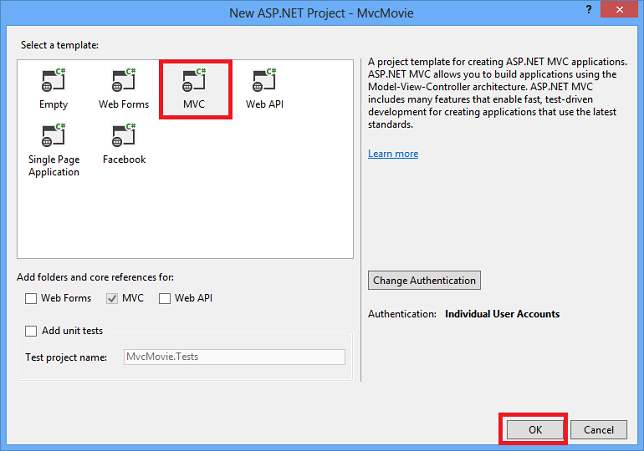 New ASP.NET Project - MvcMovie
?
Select a template:
C# C# C# C#
Empty Web Forms MVC Web API
C# C#
Single Page Facebook
Application
A project template for creating ASP.NET MVC applications.
ASP.NET MVC allows you to build applications using the
Model-View-Controller architecture. ASP.NET MVC
includes many features that enable fast, test-driven
development for creating applications that use the latest
standards.
Learn more
Add folders and core references for:
Web Forms MVC Web API
Add unit tests
Test project name: MvcMovie.Tests
Change Authentication
Authentication: Individual User Accounts
OK Cancel